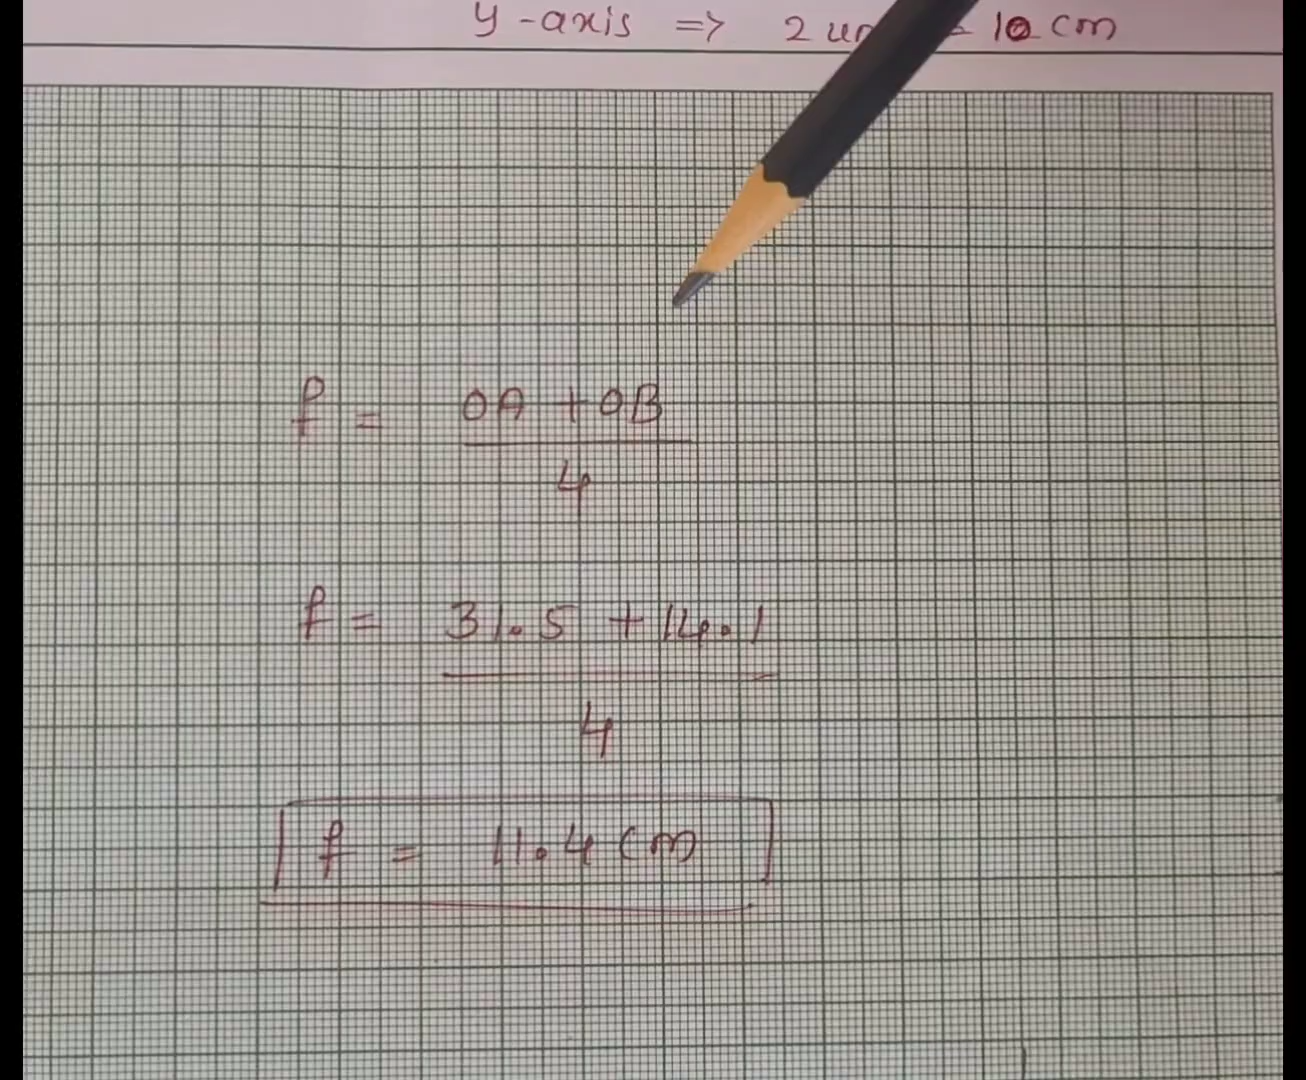 y-axis => 2 = 10 cm
f = OA + OB
4
f = 31.5 + 14.1
4
f = 11.4 cm